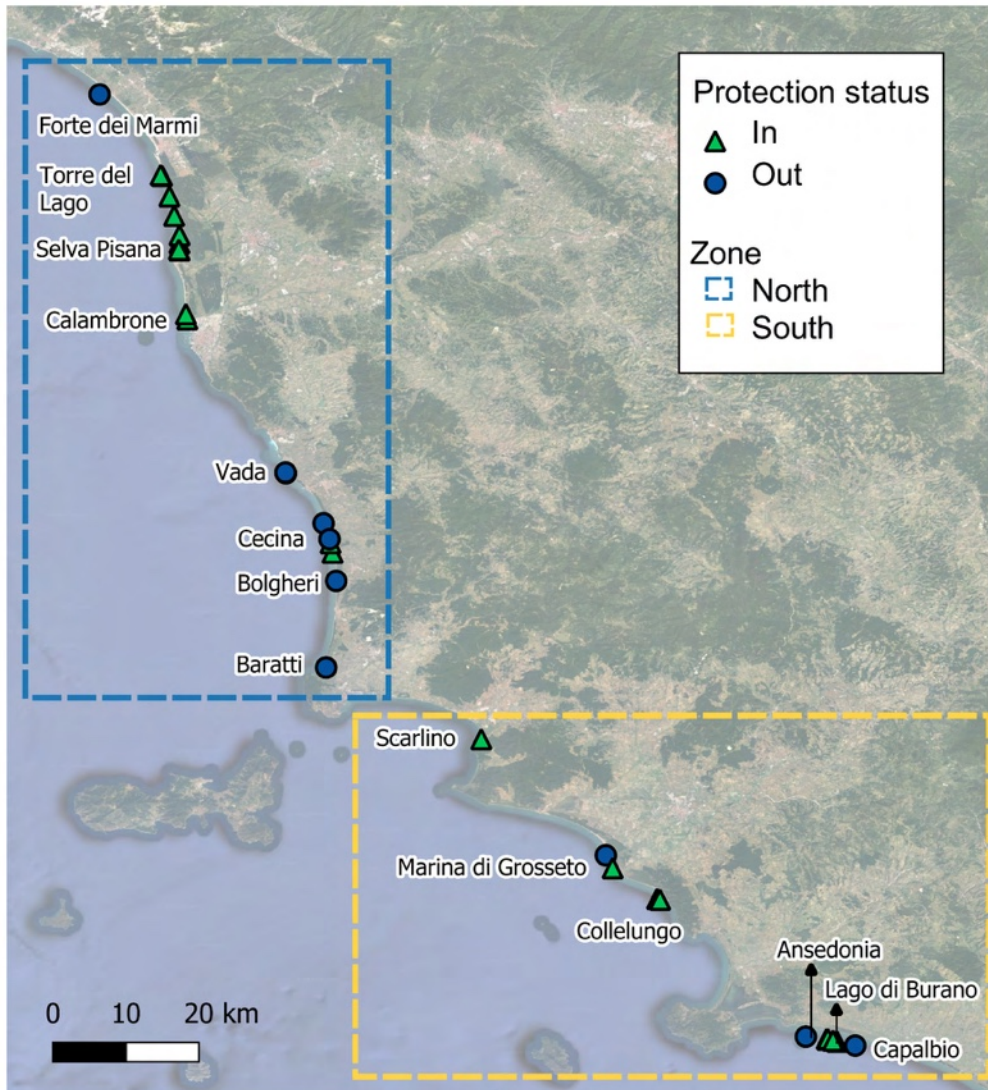 Protection status
In
Out
Zone
North
South
Forte dei Marmi
Torre del
Lago
Selva Pisana
Calambrone
Vada
Cecina
Bolgheri
Baratti
Scarlino
Marina di Grosseto
Collelungo
Ansedonia
Lago di Burano
Capalbio
0 10 20 km